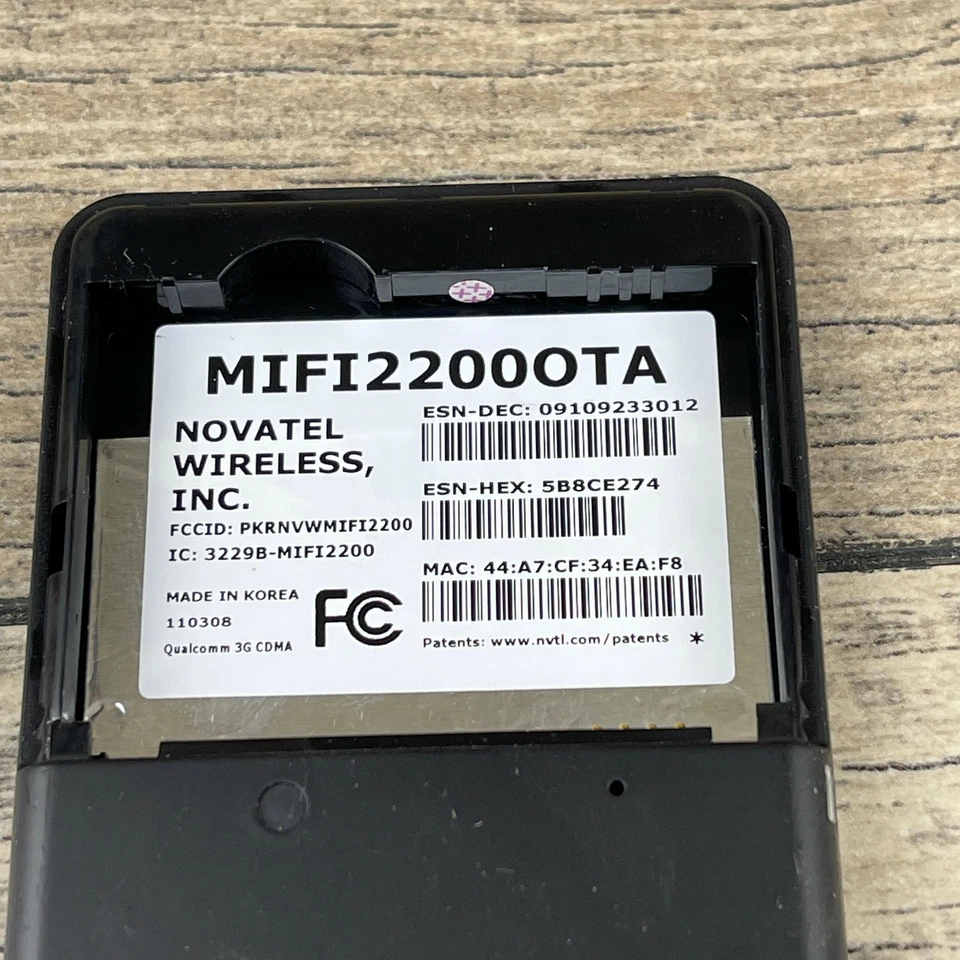 MIFI2200OTA
NOVATEL
WIRELESS,
INC.
FCCID: PKRNVWMIFI2200
IC: 3229B-MIFI2200
MADE IN KOREA
110308
Qualcomm 3G CDMA
FC
ESN-DEC: 09109233012
ESN-HEX: 5B8CE274
MAC: 44:A7:CF:34:EA:F8
Patents: www.nvtl.com/patents *